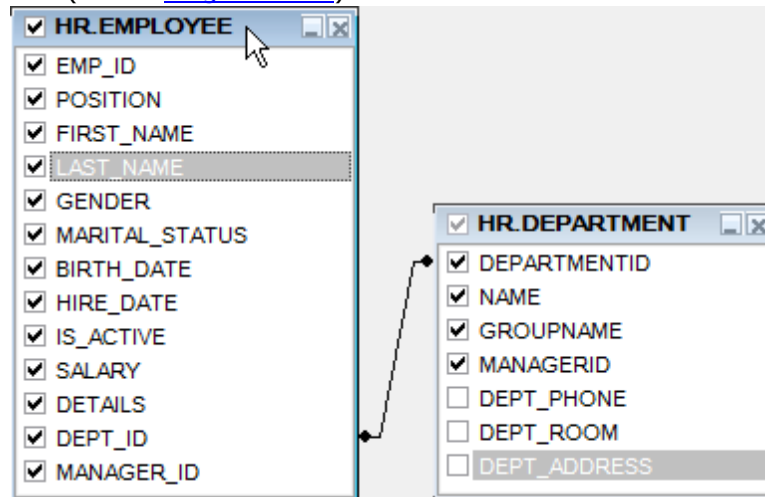 HR.EMPLOYEE
EMP_ID
POSITION
FIRST_NAME
LAST_NAME
GENDER
MARITAL_STATUS
BIRTH_DATE
HIRE_DATE
IS_ACTIVE
SALARY
DETAILS
DEPT_ID
MANAGER_ID
HR.DEPARTMENT
DEPARTMENTID
NAME
GROUPNAME
MANAGERID
DEPT_PHONE
DEPT_ROOM
DEPT_ADDRESS